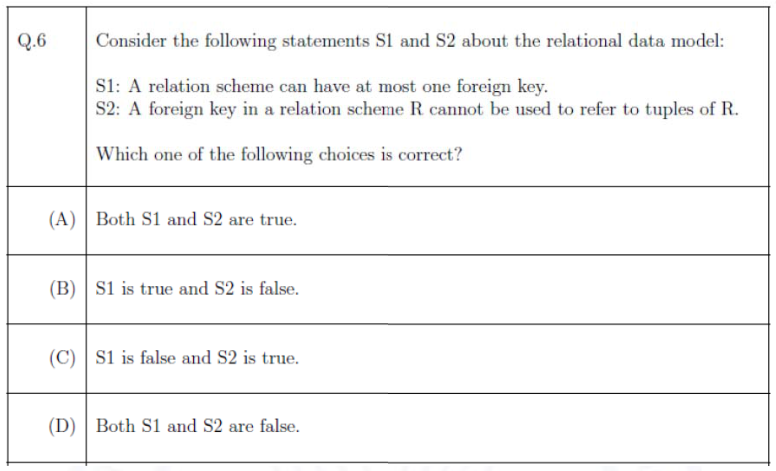 Q.6 Consider the following statements S1 and S2 about the relational data model:
S1: A relation scheme can have at most one foreign key.
S2: A foreign key in a relation scheme R cannot be used to refer to tuples of R.
Which one of the following choices is correct?
(A) Both S1 and S2 are true.
(B) S1 is true and S2 is false.
(C) S1 is false and S2 is true.
(D) Both S1 and S2 are false.